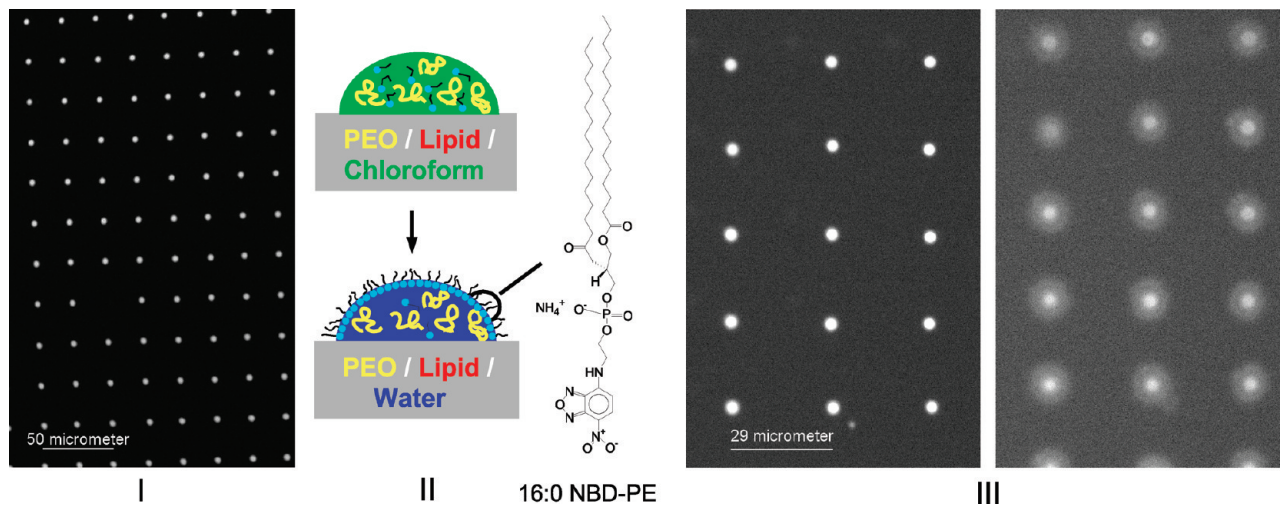 50 micrometer
I
PEO / Lipid /
Chloroform
PEO / Lipid /
Water
II
O
O
O
H
O
NH₄⁺
O⁻
P
O
O
HN
N
O
N
N⁺
O
O⁻
16:0 NBD-PE
29 micrometer
III